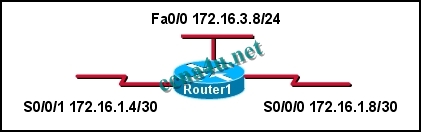 Fa0/0 172.16.3.8/24
ccna4u.net
Router1
S0/0/1 172.16.1.4/30
S0/0/0 172.16.1.8/30